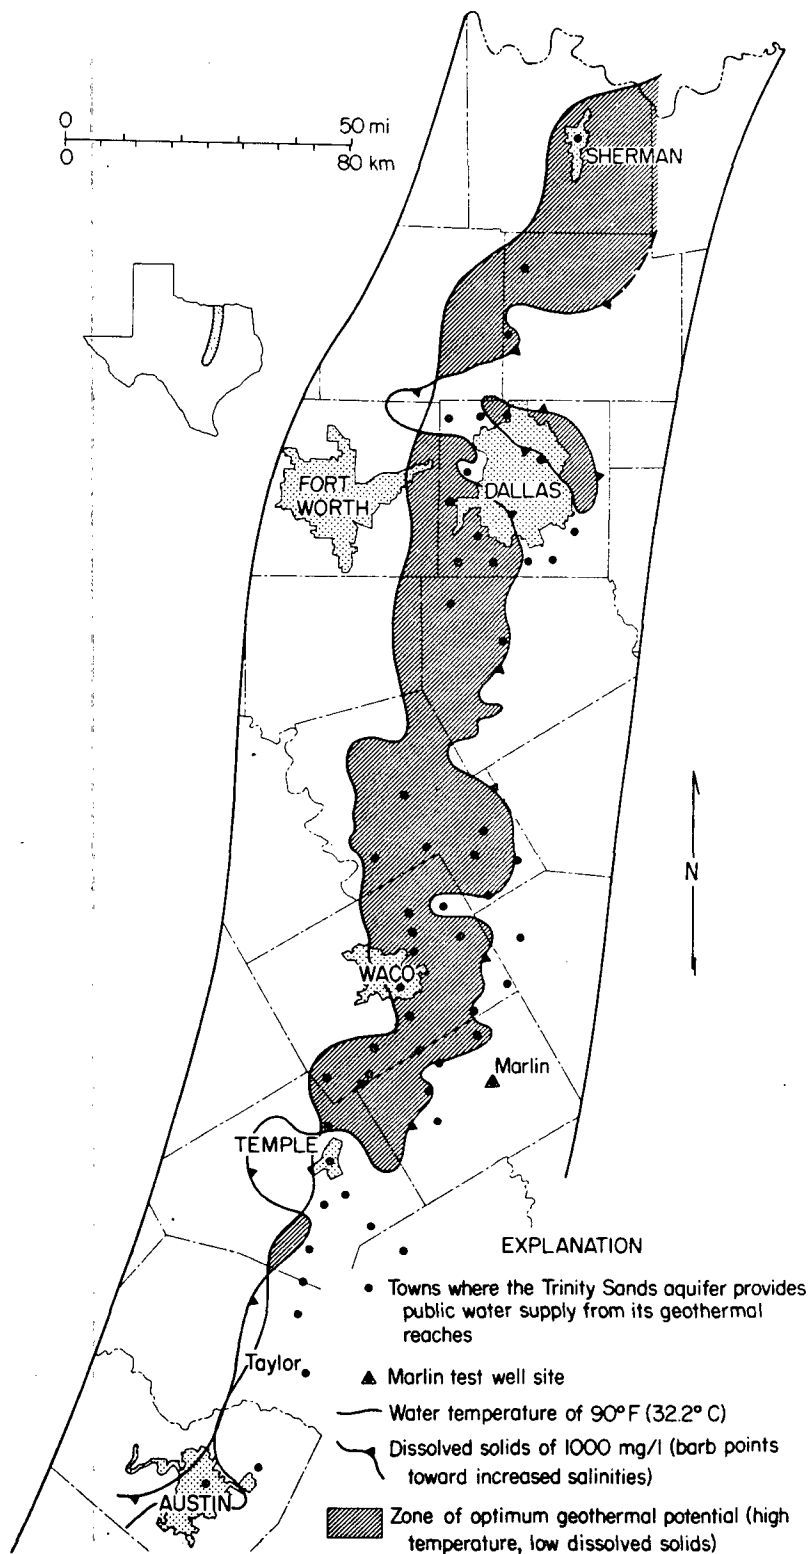 0
50 mi
0
80 km
SHERMAN
FORT
WORTH
DALLAS
N
WACO
Marlin
TEMPLE
EXPLANATION
Towns where the Trinity Sands aquifer provides
public water supply from its geothermal
reaches
Taylor
Marlin test well site
Water temperature of 90°F (32.2° C)
Dissolved solids of 1000 mg/l (barb points
toward increased salinities)
AUSTIN
Zone of optimum geothermal potential (high
temperature, low dissolved solids)